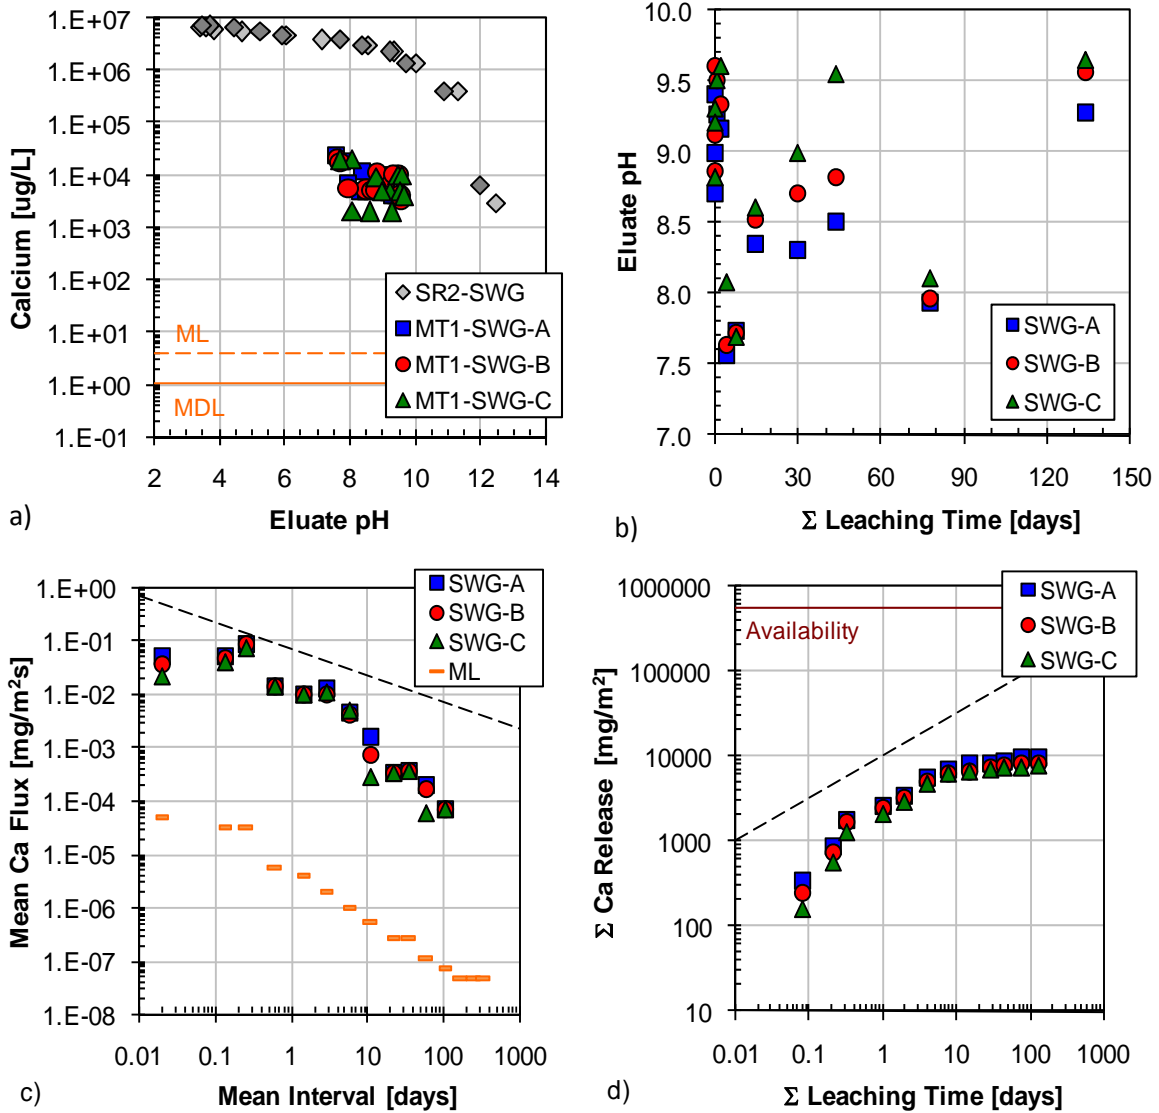 1.E+07
1.E+06
1.E+05
1.E+04
1.E+03
1.E+02
1.E+01
1.E+00
1.E-01
Calcium [ug/L]
ML
MDL
SR2-SWG
MT1-SWG-A
MT1-SWG-B
MT1-SWG-C
2 4 6 8 10 12 14
Eluate pH
a)
10.0
9.5
9.0
8.5
8.0
7.5
7.0
Eluate pH
SWG-A
SWG-B
SWG-C
0 30 60 90 120 150
Σ Leaching Time [days]
b)
1.E+00
1.E-01
1.E-02
1.E-03
1.E-04
1.E-05
1.E-06
1.E-07
1.E-08
Mean Ca Flux [mg/m²s]
SWG-A
SWG-B
SWG-C
ML
0.01 0.1 1 10 100 1000
Mean Interval [days]
c)
1000000
100000
10000
1000
100
10
Σ Ca Release [mg/m²]
Availability
SWG-A
SWG-B
SWG-C
0.01 0.1 1 10 100 1000
Σ Leaching Time [days]
d)